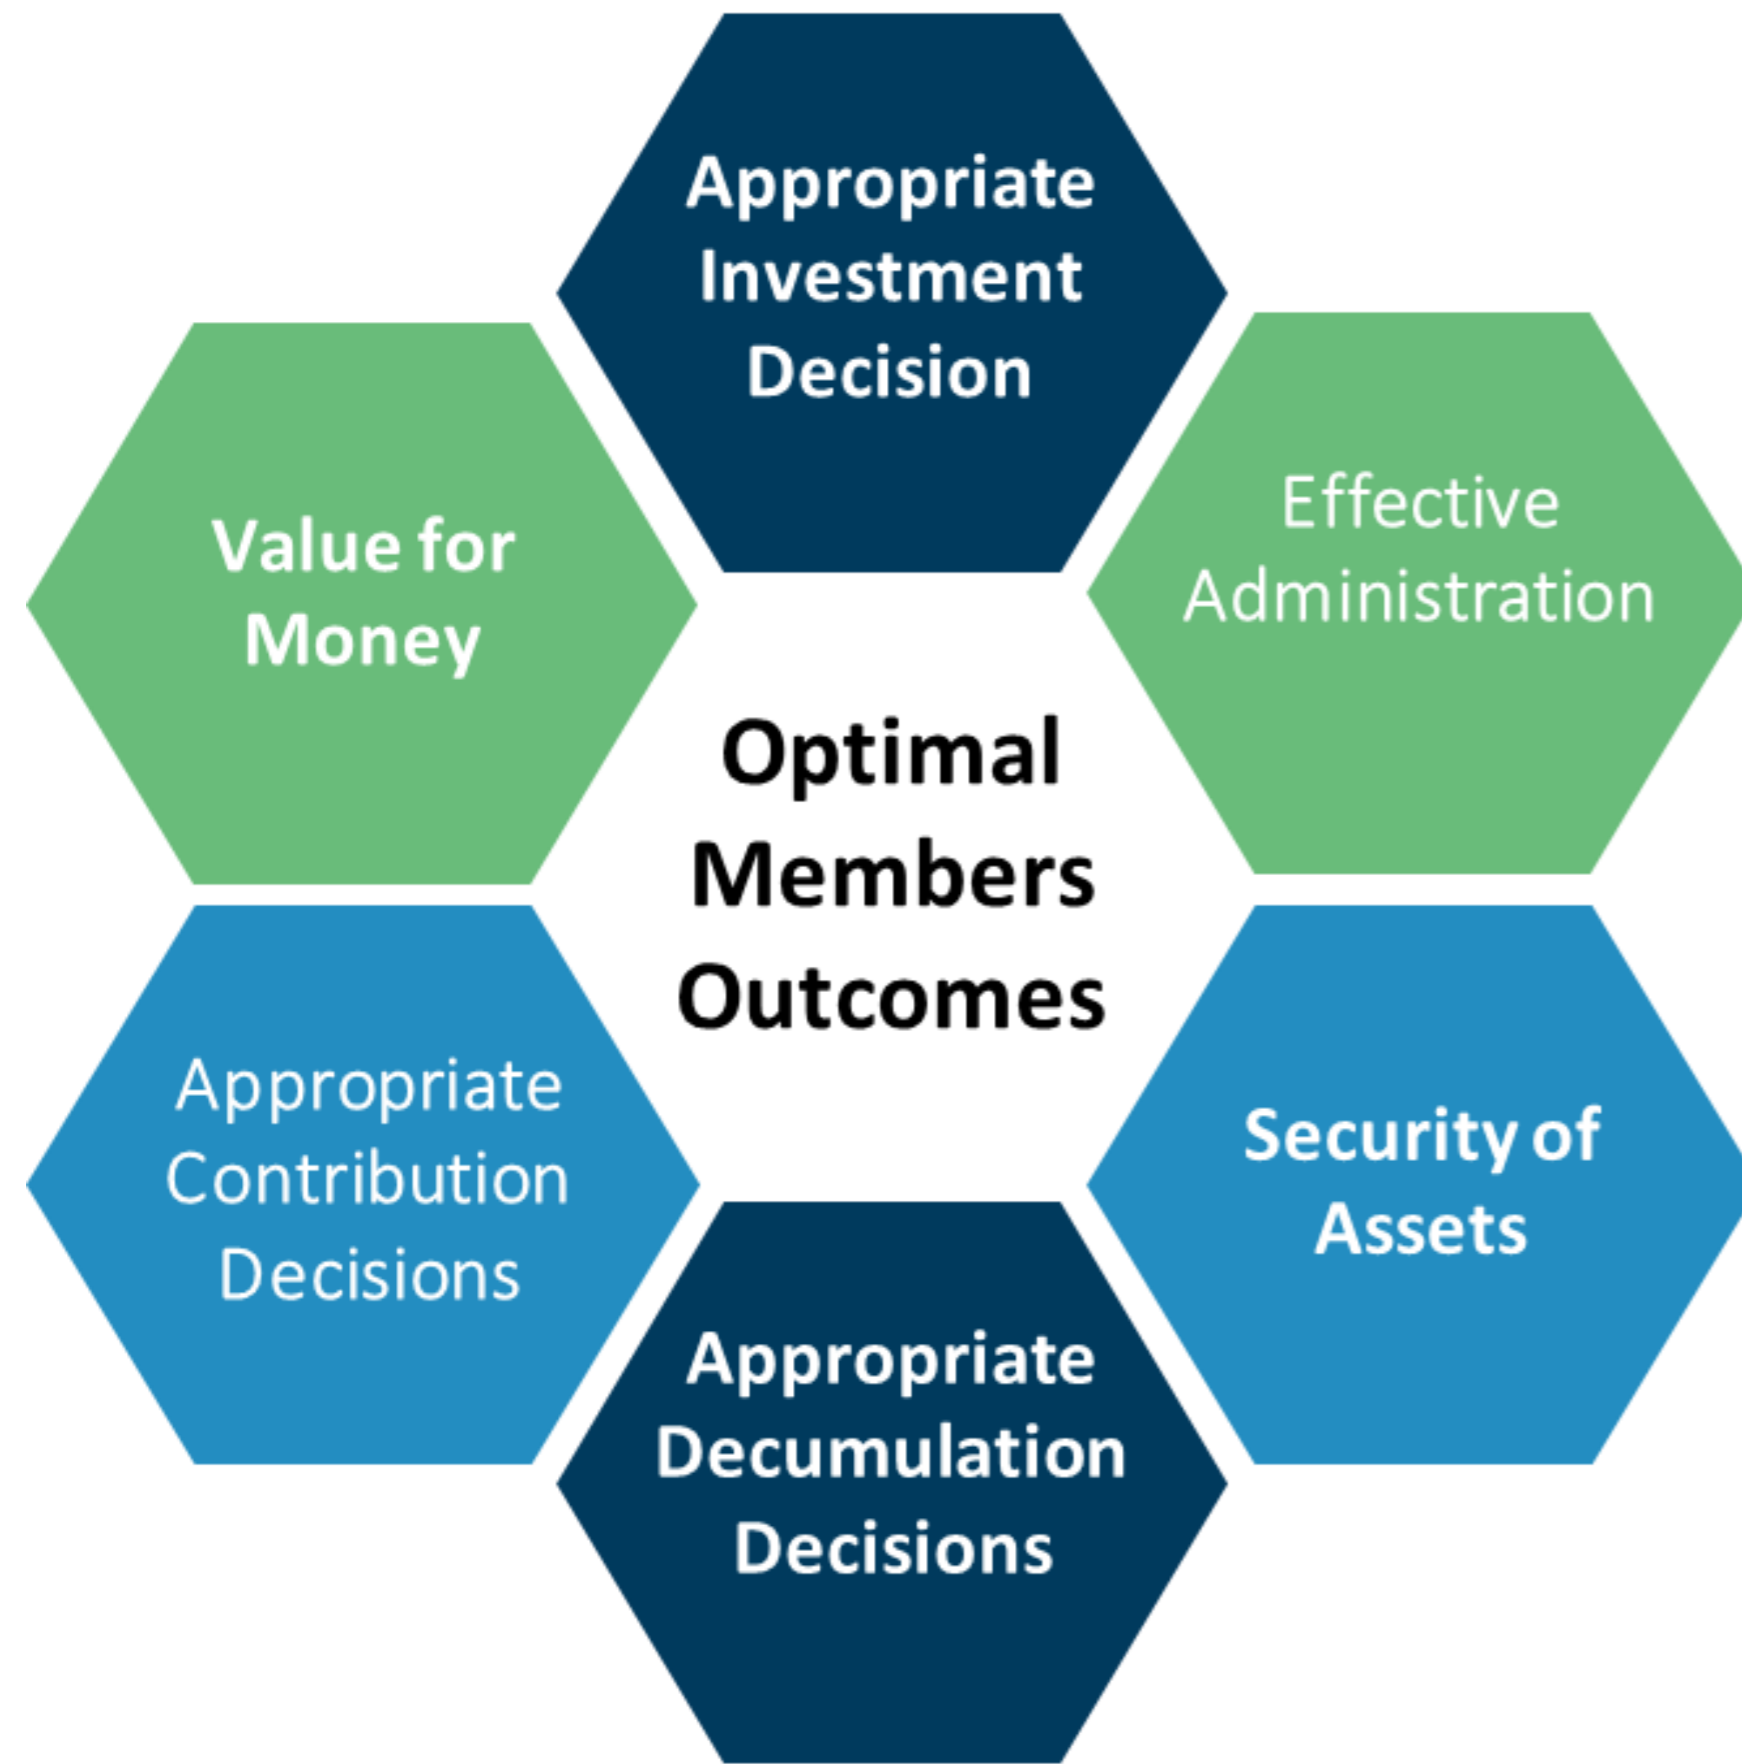 Appropriate
Investment
Decision
Effective
Administration
Value for
Money
Optimal
Members
Outcomes
Appropriate
Contribution
Decisions
Security of
Assets
Appropriate
Decumulation
Decisions